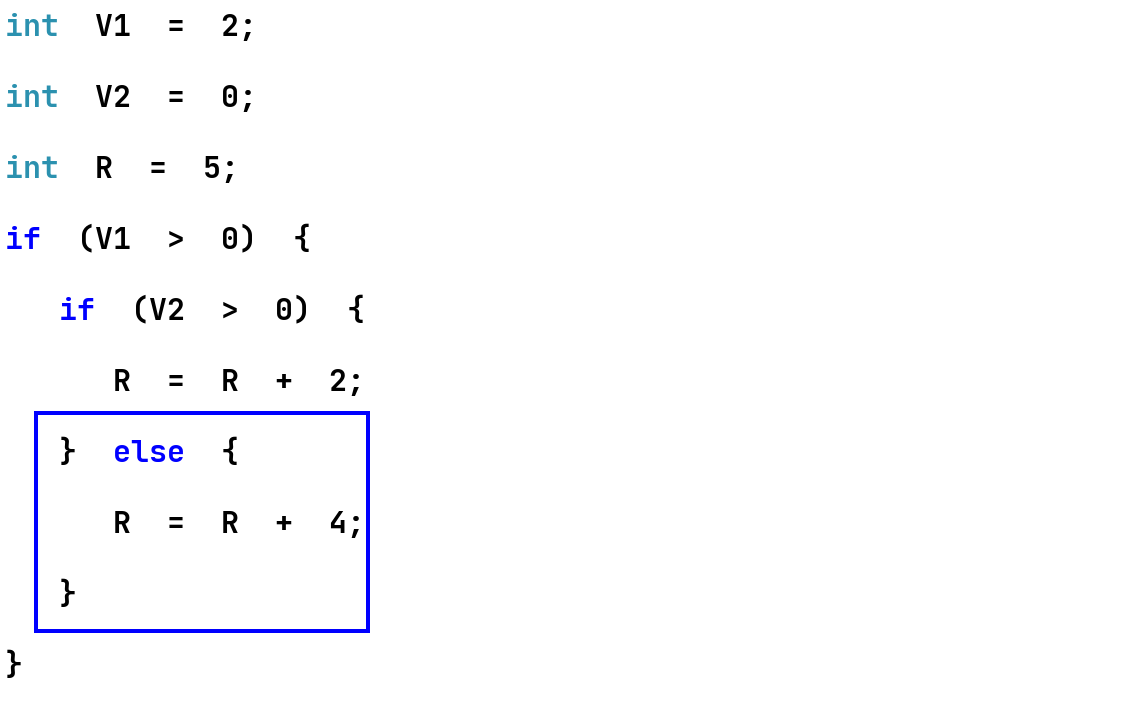 int V1 = 2;
int V2 = 0;
int R = 5;
if (V1 > 0) {
if (V2 > 0) {
R = R + 2;
} else {
R = R + 4;
}
}